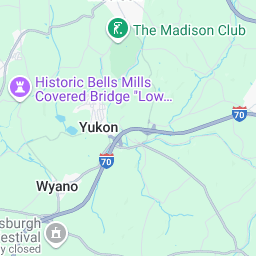 The Madison Club
Historic Bells Mills
Covered Bridge "Low...
70
Yukon
70
Wyano
sburgh
estival
y closed